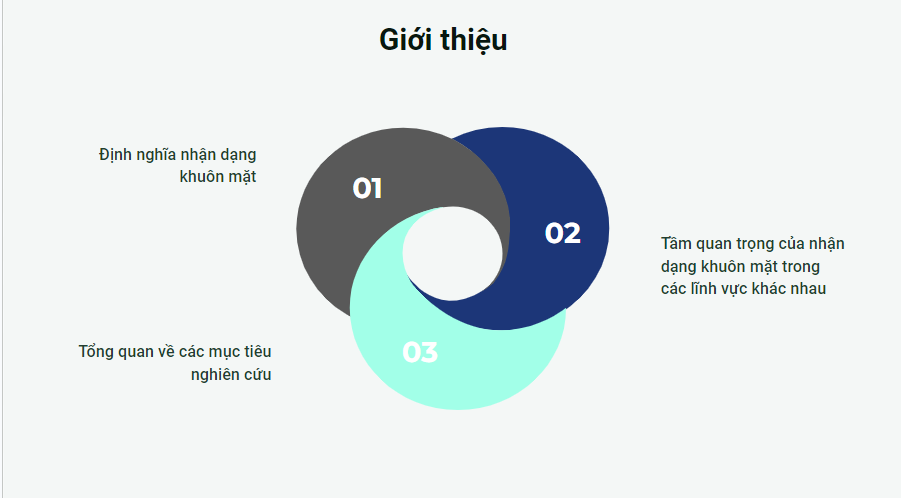 Giới thiệu
Định nghĩa nhận dạng
khuôn mặt
01
02
Tầm quan trọng của nhận
dạng khuôn mặt trong
các lĩnh vực khác nhau
Tổng quan về các mục tiêu
nghiên cứu
03